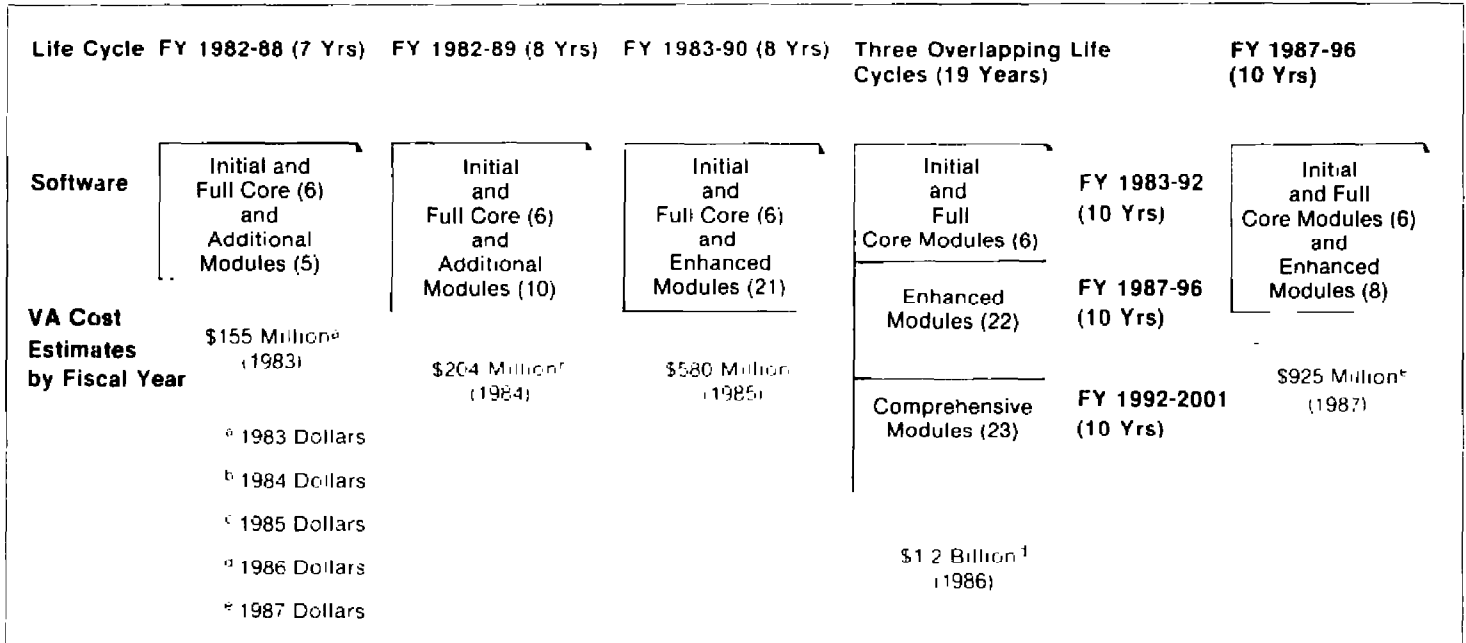 Life Cycle FY 1982-88 (7 Yrs) FY 1982-89 (8 Yrs) FY 1983-90 (8 Yrs) Three Overlapping Life Cycles (19 Years) FY 1987-96 (10 Yrs)
Software
Initial and
Full Core (6)
and
Additional
Modules (5)
Initial
and
Full Core (6)
and
Additional
Modules (10)
Initial
and
Full Core (6)
and
Enhanced
Modules (21)
Initial
and
Full
Core Modules (6)
FY 1983-92
(10 Yrs)
Enhanced
Modules (22)
FY 1987-96
(10 Yrs)
Comprehensive
Modules (23)
FY 1992-2001
(10 Yrs)
Initial
and Full
Core Modules (6)
and
Enhanced
Modules (8)
VA Cost
Estimates
by Fiscal Year
$155 Million
(1983)
$204 Million
(1984)
$580 Million
(1985)
$1 2 Billion
(1986)
$925 Million
(1987)
a 1983 Dollars
b 1984 Dollars
c 1985 Dollars
d 1986 Dollars
e 1987 Dollars